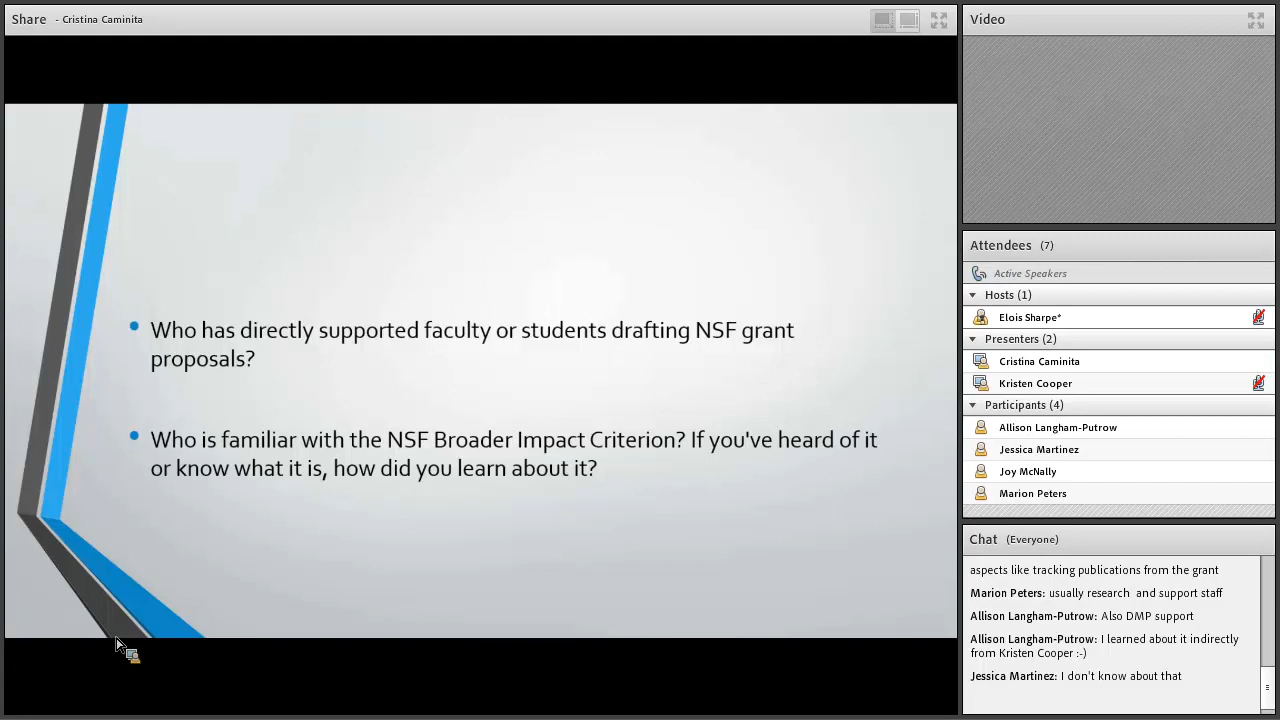 Share - Cristina Caminita
Who has directly supported faculty or students drafting NSF grant
proposals?
Who is familiar with the NSF Broader Impact Criterion? If you've heard of it
or know what it is, how did you learn about it?
Video
Attendees (7)
Active Speakers
Hosts (1)
Elois Sharpe*
Presenters (2)
Cristina Caminita
Kristen Cooper
Participants (4)
Allison Langham-Putrow
Jessica Martinez
Joy McNally
Marion Peters
Chat (Everyone)
aspects like tracking publications from the grant
Marion Peters: usually research and support staff
Allison Langham-Putrow: Also DMP support
Allison Langham-Putrow: I learned about it indirectly
from Kristen Cooper :-)
Jessica Martinez: I don't know about that